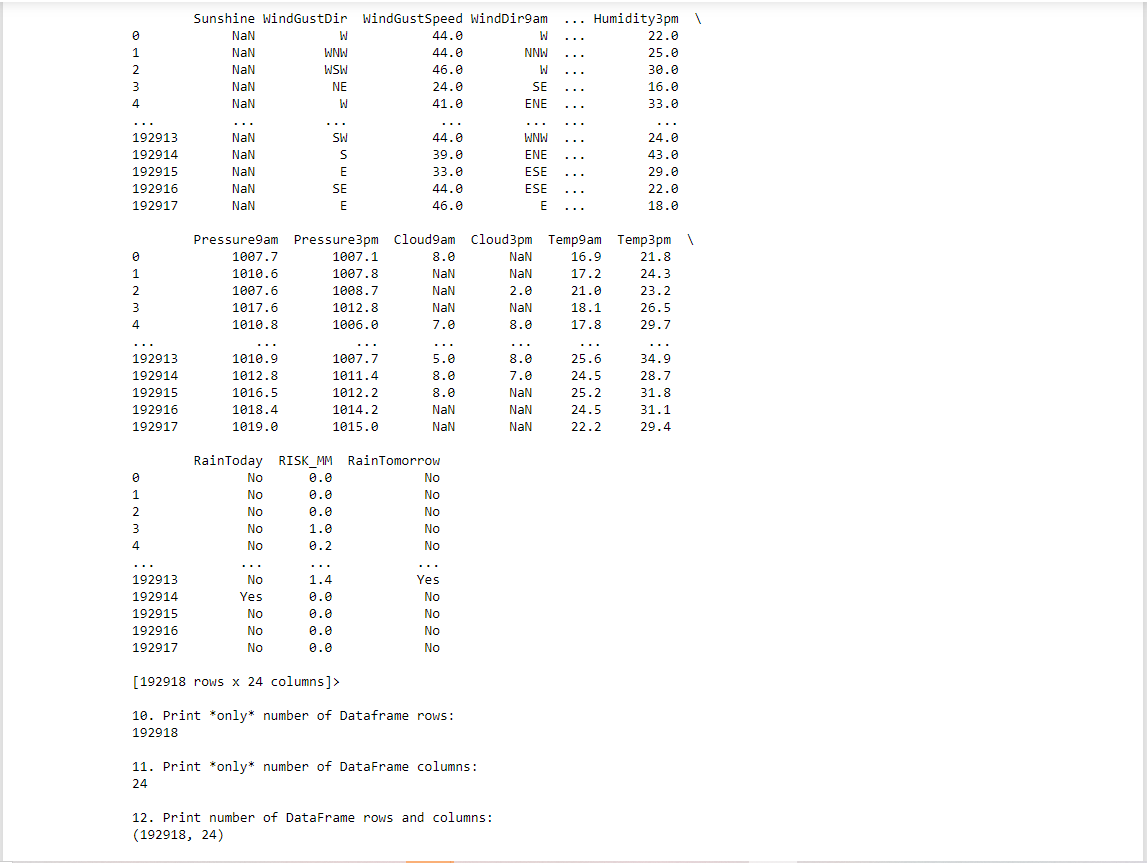 Sunshine WindGustDir  WindGustSpeed WindDir9am  ... Humidity3pm  \
0            NaN           W           44.0          W  ...        22.0
1            NaN         WNW           44.0        NNW  ...        25.0
2            NaN         WSW           46.0          W  ...        30.0
3            NaN          NE           24.0         SE  ...        16.0
4            NaN           W           41.0        ENE  ...        33.0
...          ...         ...            ...        ...  ...         ...
192913       NaN          SW           44.0        WNW  ...        24.0
192914       NaN           S           39.0        ENE  ...        43.0
192915       NaN           E           33.0        ESE  ...        29.0
192916       NaN          SE           44.0        ESE  ...        22.0
192917       NaN           E           46.0          E  ...        18.0

        Pressure9am  Pressure3pm  Cloud9am  Cloud3pm  Temp9am  Temp3pm  \
0            1007.7       1007.1       8.0       NaN     16.9     21.8
1            1010.6       1007.8       NaN       NaN     17.2     24.3
2            1007.6       1008.7       NaN       2.0     21.0     23.2
3            1017.6       1012.8       NaN       NaN     18.1     26.5
4            1010.8       1006.0       7.0       8.0     17.8     29.7
...             ...          ...       ...       ...      ...      ...
192913       1010.9       1007.7       5.0       8.0     25.6     34.9
192914       1012.8       1011.4       8.0       7.0     24.5     28.7
192915       1016.5       1012.2       8.0       NaN     25.2     31.8
192916       1018.4       1014.2       NaN       NaN     24.5     31.1
192917       1019.0       1015.0       NaN       NaN     22.2     29.4

        RainToday  RISK_MM  RainTomorrow
0              No      0.0            No
1              No      0.0            No
2              No      0.0            No
3              No      1.0            No
4              No      0.2            No
...           ...      ...           ...
192913         No      1.4           Yes
192914        Yes      0.0            No
192915         No      0.0            No
192916         No      0.0            No
192917         No      0.0            No

[192918 rows x 24 columns]>

10. Print *only* number of Dataframe rows:
192918

11. Print *only* number of DataFrame columns:
24

12. Print number of DataFrame rows and columns:
(192918, 24)